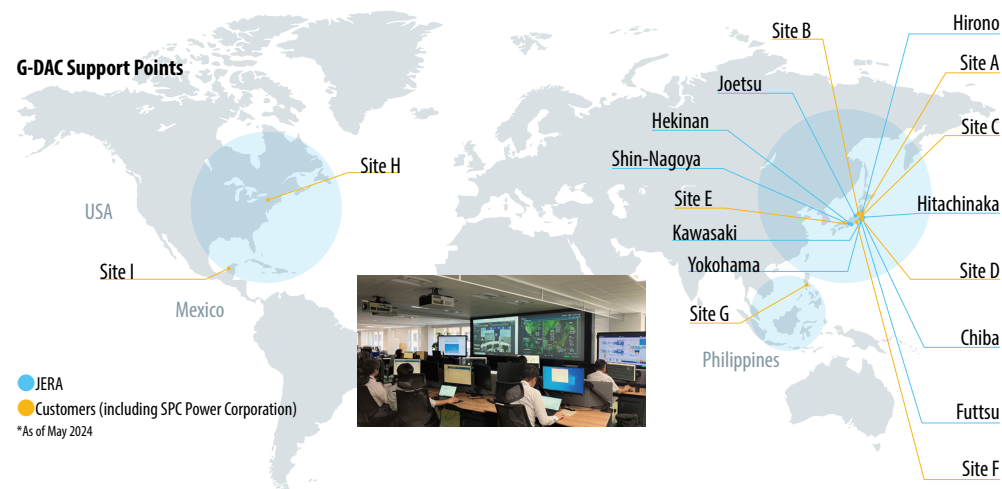 G-DAC Support Points
Site B
Hirono
Site A
Joetsu
Hekinan
Site C
Shin-Nagoya
Site H
Site E
Hitachinaka
USA
Kawasaki
Yokohama
Site I
Site D
Mexico
Site G
Chiba
Philippines
JERA
Customers (including SPC Power Corporation)
*As of May 2024
Futtsu
Site F